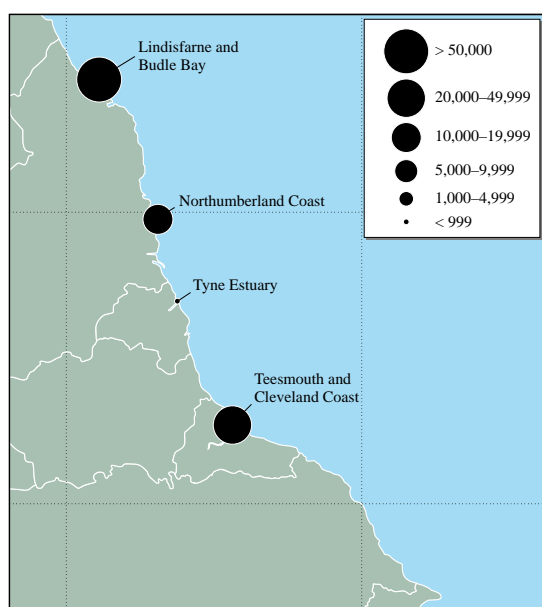 Lindisfarne and
Budle Bay
Northumberland Coast
Tyne Estuary
Teesmouth and
Cleveland Coast
> 50,000
20,000–49,999
10,000–19,999
5,000–9,999
1,000–4,999
< 999